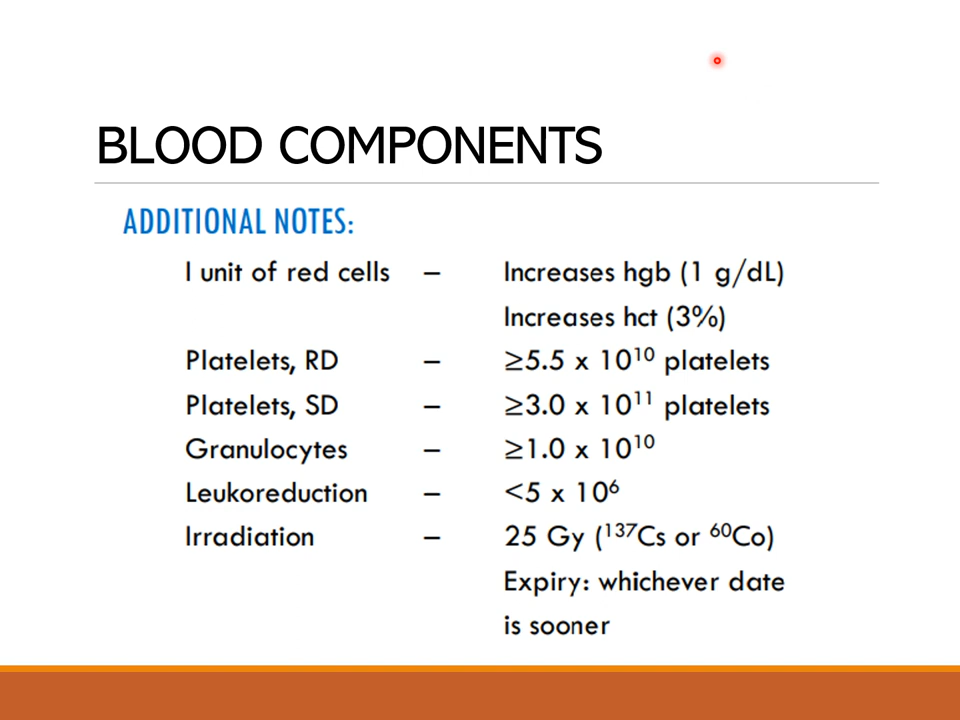 BLOOD COMPONENTS
ADDITIONAL NOTES:
I unit of red cells – Increases hgb (1 g/dL)
Increases hct (3%)
Platelets, RD – ≥5.5 x 10¹⁰ platelets
Platelets, SD – ≥3.0 x 10¹¹ platelets
Granulocytes – ≥1.0 x 10¹⁰
Leukoreduction – <5 x 10⁶
Irradiation – 25 Gy (¹³⁷Cs or ⁶⁰Co)
Expiry: whichever date
is sooner